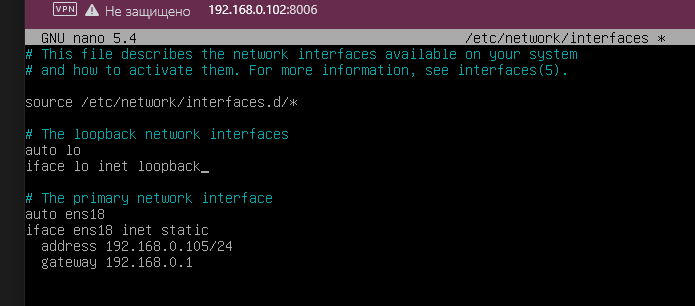 VPN Не защищено 192.168.0.102:8006
GNU nano 5.4 /etc/network/interfaces *
# This file describes the network interfaces available on your system
# and how to activate them. For more information, see interfaces(5).
source /etc/network/interfaces.d/*
# The loopback network interfaces
auto lo
iface lo inet loopback_
# The primary network interface
auto ens18
iface ens18 inet static
address 192.168.0.105/24
gateway 192.168.0.1